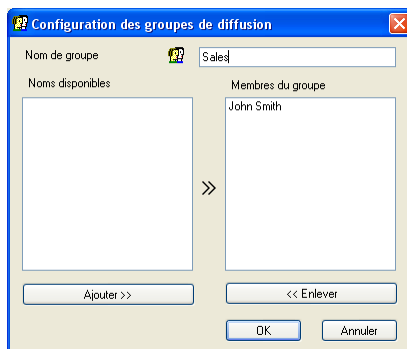 Configuration des groupes de diffusion
Nom de groupe
Sales
Noms disponibles
Membres du groupe
John Smith
Ajouter >>
<< Enlever
OK
Annuler